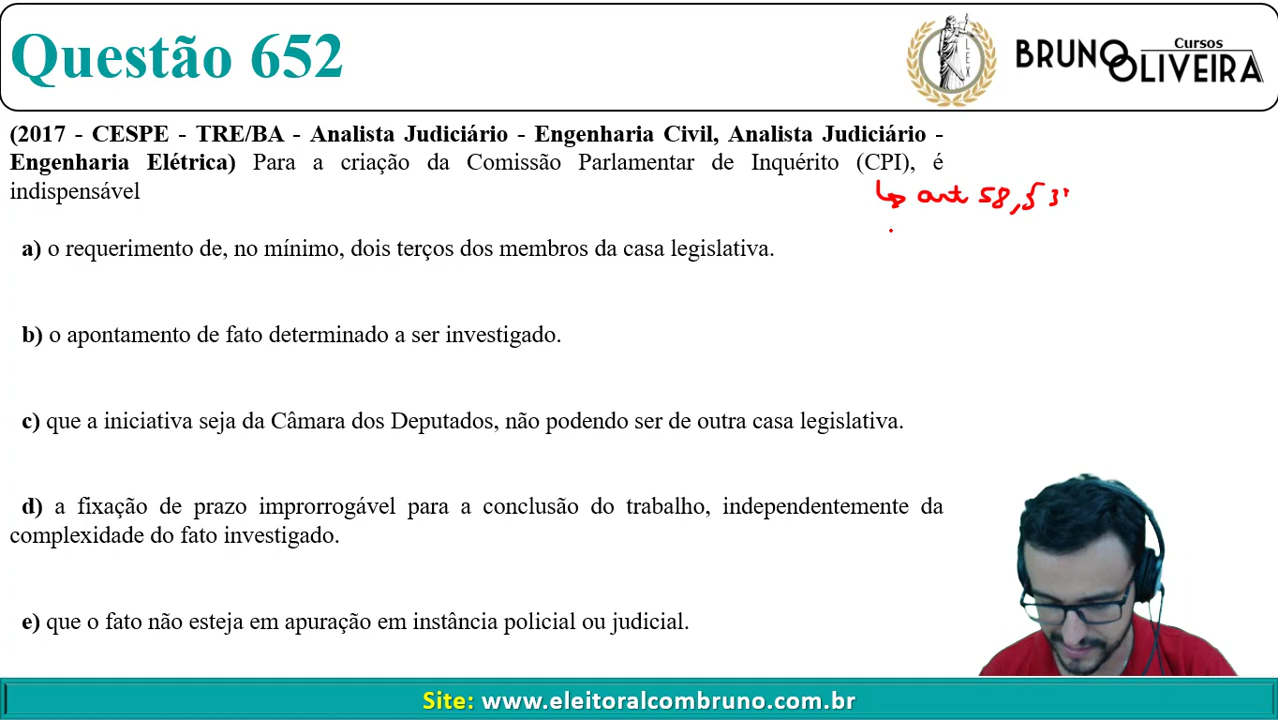 Questão 652
Cursos
BRUNO OLIVEIRA
LEX
(2017 - CESPE - TRE/BA - Analista Judiciário - Engenharia Civil, Analista Judiciário -
Engenharia Elétrica) Para a criação da Comissão Parlamentar de Inquérito (CPI), é
indispensável
↳ art 58, § 3º
a) o requerimento de, no mínimo, dois terços dos membros da casa legislativa.
b) o apontamento de fato determinado a ser investigado.
c) que a iniciativa seja da Câmara dos Deputados, não podendo ser de outra casa legislativa.
d) a fixação de prazo improrrogável para a conclusão do trabalho, independentemente da
complexidade do fato investigado.
e) que o fato não esteja em apuração em instância policial ou judicial.
Site: www.eleitoralcombruno.com.br